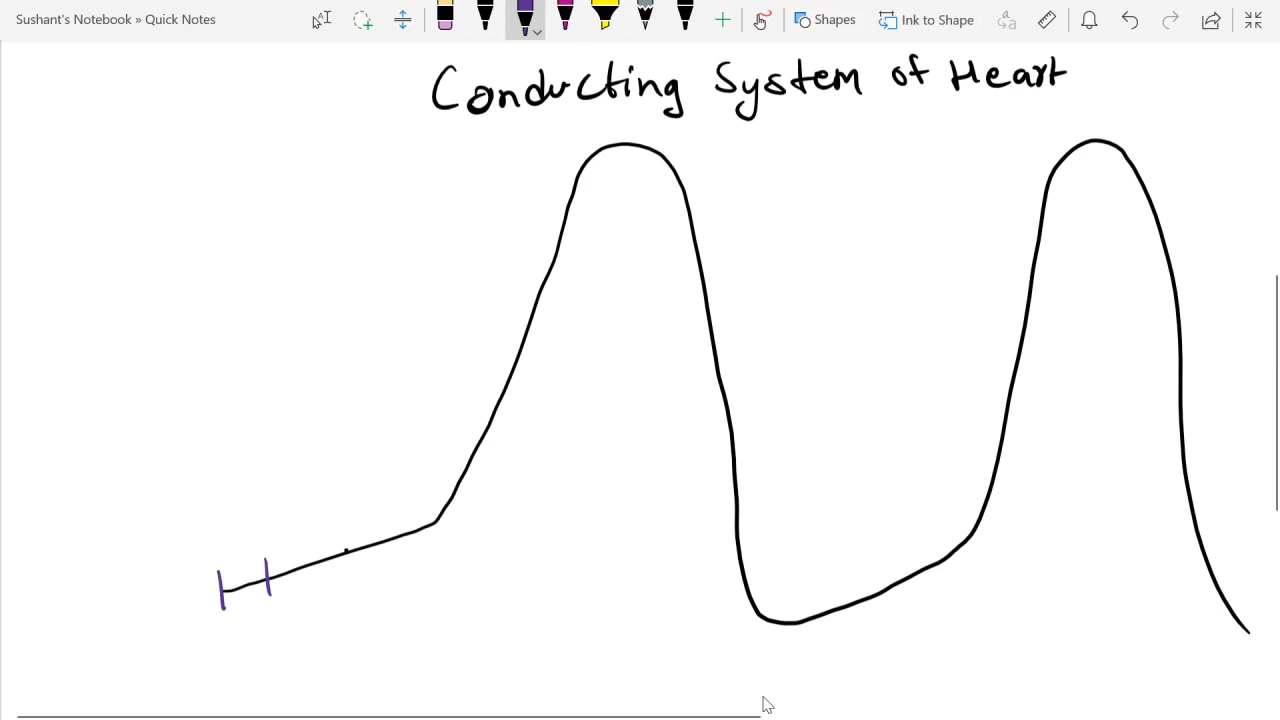 Sushant's Notebook » Quick Notes
Shapes
Ink to Shape
Conducting System of Heart